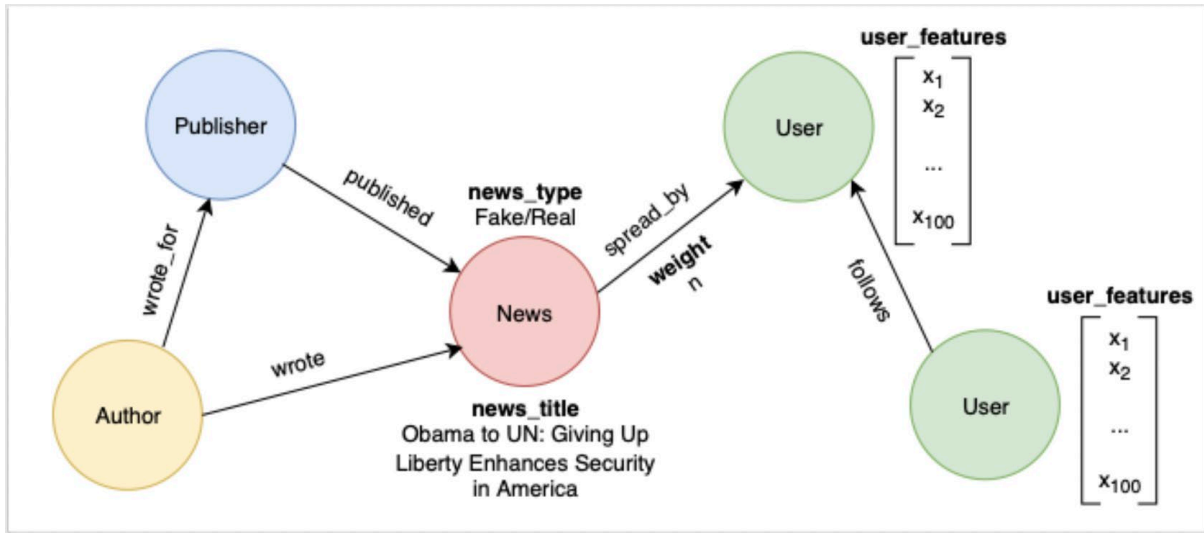 user_features
x1
x2
...
x100
Publisher
User
published
news_type
Fake/Real
spread_by
weight
n
wrote_for
News
follows
user_features
x1
x2
...
x100
wrote
Author
User
news_title
Obama to UN: Giving Up
Liberty Enhances Security
in America